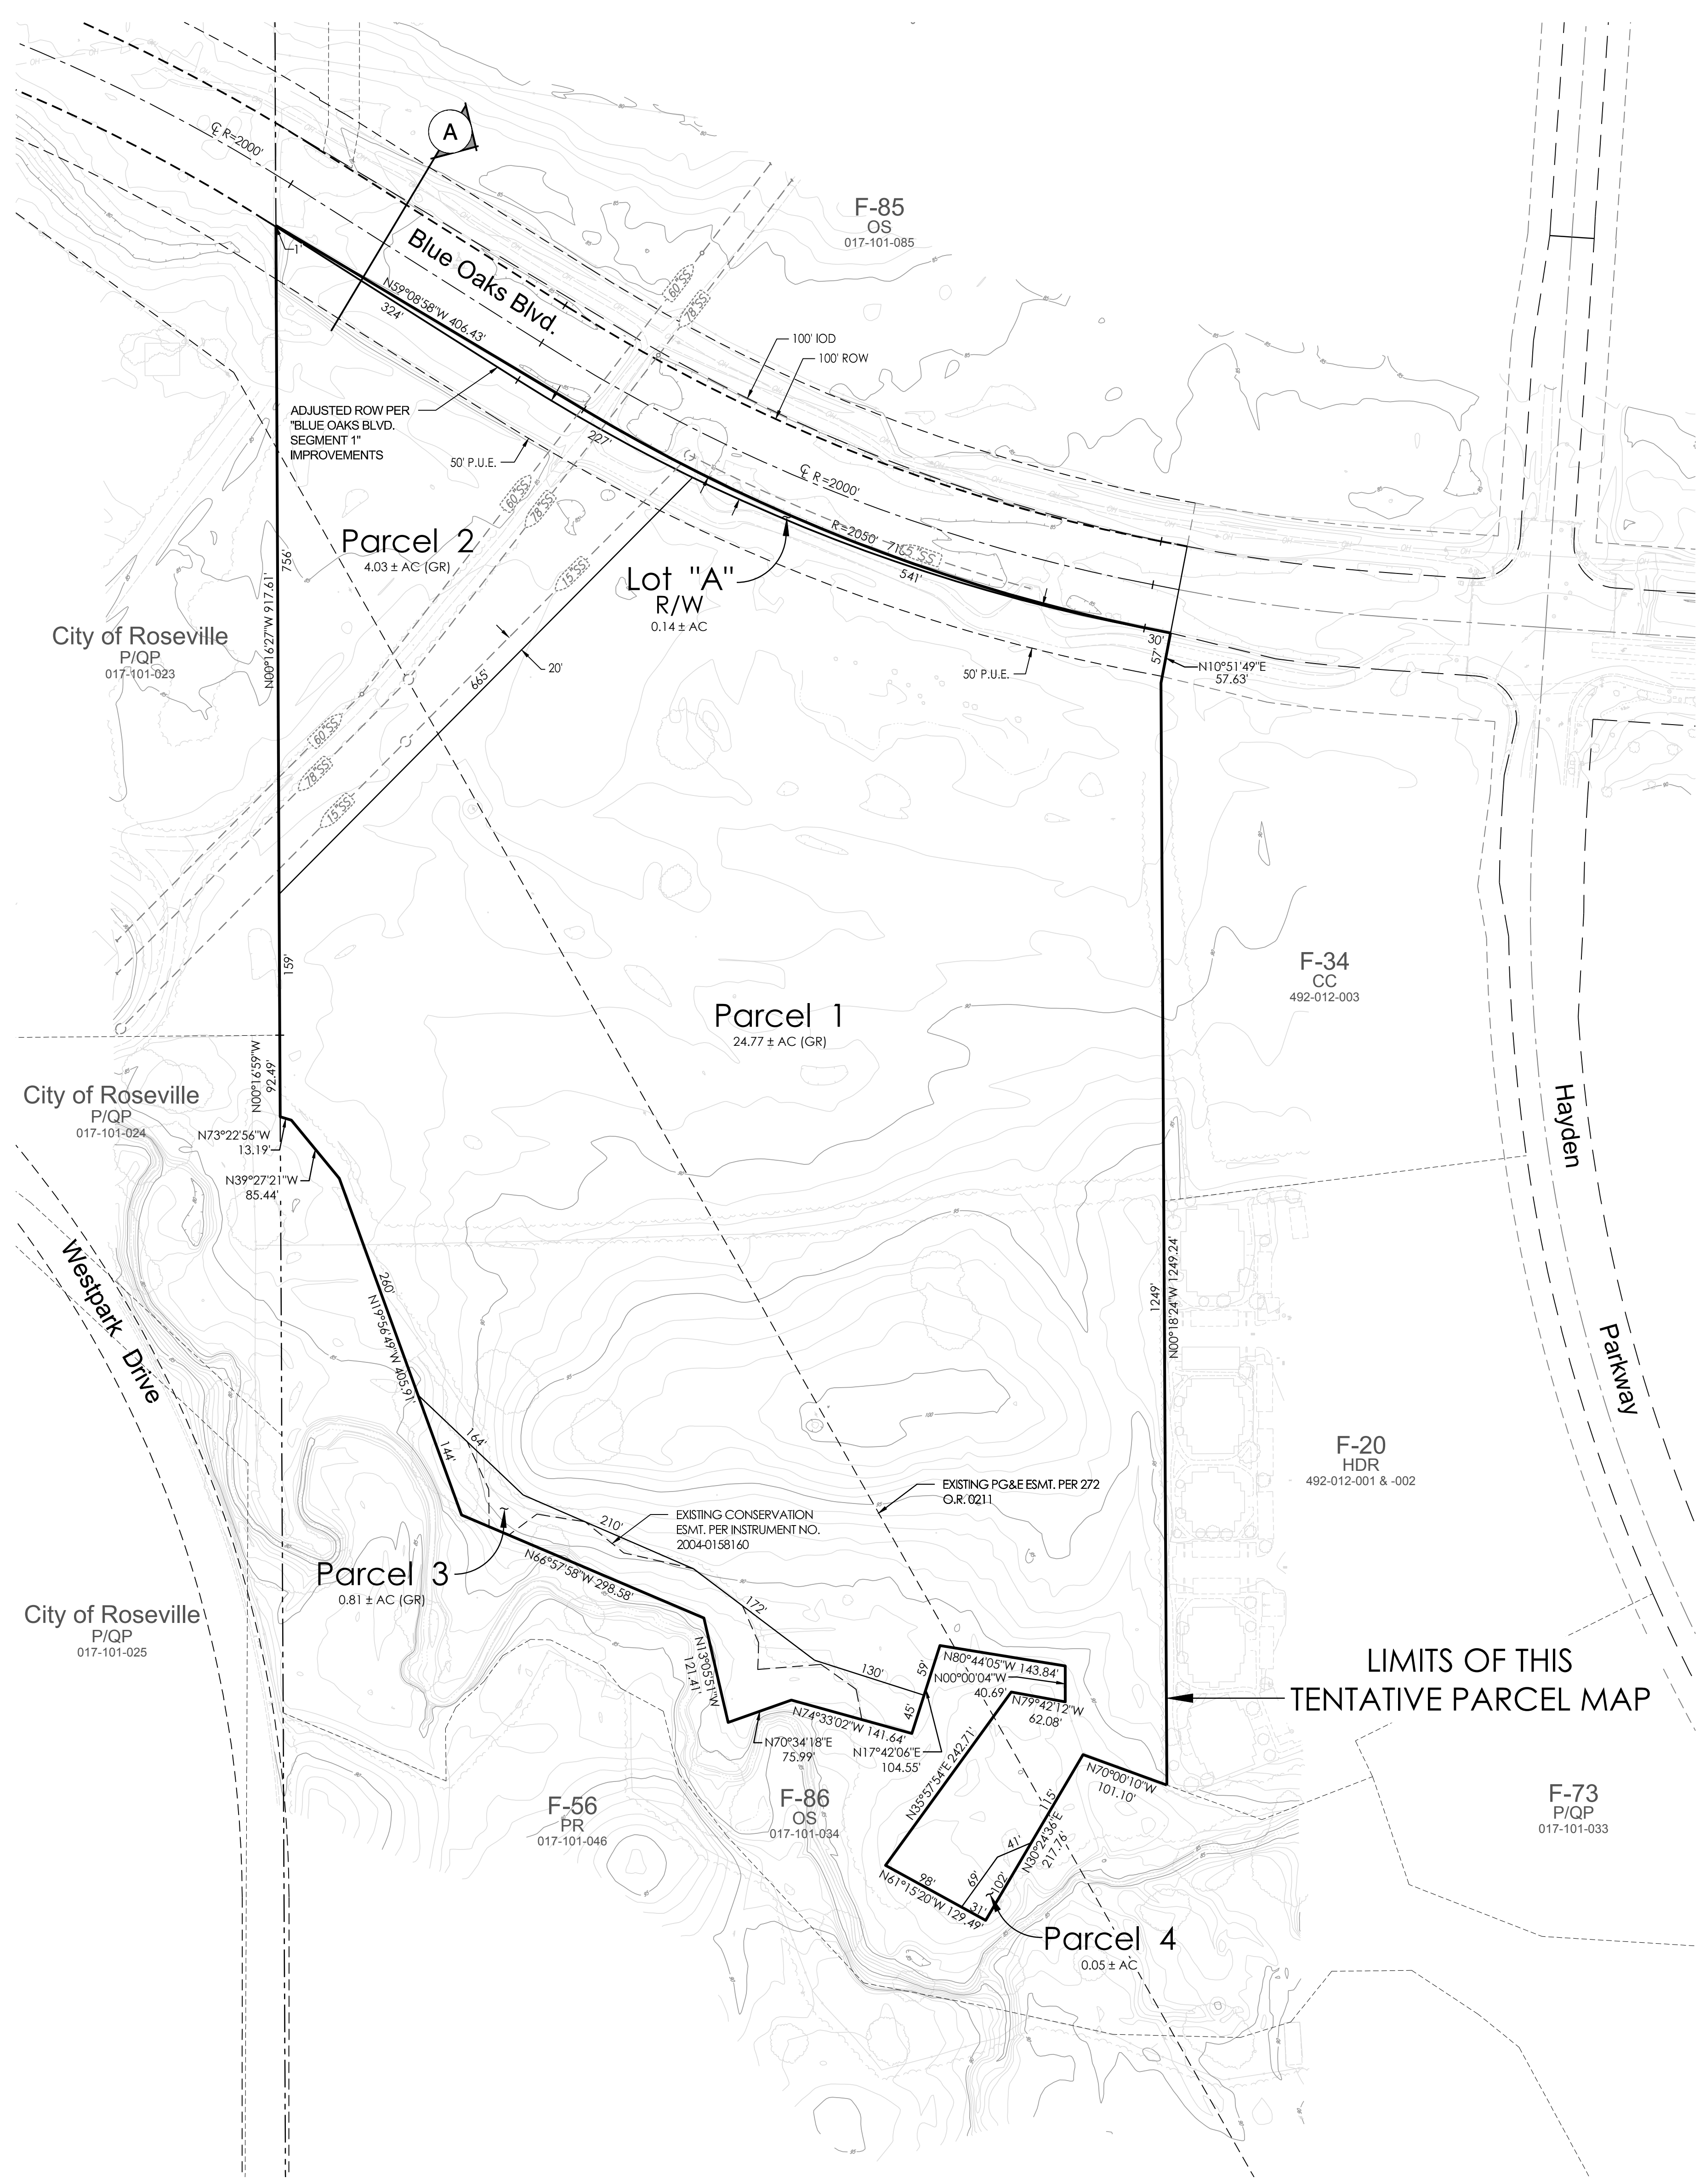 A
℄ R=2000'
F-85
OS
017-101-085
Blue Oaks Blvd.
1'
N59°08'58"W 406.43'
324'
60"SS
78"SS
100' IOD
100' ROW
ADJUSTED ROW PER
"BLUE OAKS BLVD.
SEGMENT 1"
IMPROVEMENTS
50' P.U.E.
227'
60"SS
78"SS
℄ R=2000'
R=2050'
541'
Parcel 2
4.03 ± AC (GR)
15"SS
Lot "A"
R/W
0.14 ± AC
756'
N00°16'27"W 917.61'
City of Roseville
P/QP
017-101-023
30'
57'
N10°51'49"E
57.63'
50' P.U.E.
20'
665'
60"SS
78"SS
15"SS
159'
F-34
CC
492-012-003
Parcel 1
24.77 ± AC (GR)
N00°16'59"W
92.49'
City of Roseville
P/QP
017-101-024
N73°22'56"W
13.19'
N39°27'21"W
85.44'
Hayden
Parkway
Westpark
Drive
260'
N19°56'49"W 405.91'
1249'
N00°18'24"W 1249.24'
144'
164'
F-20
HDR
492-012-001 & -002
EXISTING PG&E ESMT. PER 272
O.R. 0211
EXISTING CONSERVATION
ESMT. PER INSTRUMENT NO.
2004-0158160
210'
N66°57'58"W 298.58'
Parcel 3
0.81 ± AC (GR)
172'
City of Roseville
P/QP
017-101-025
N13°05'51"W
121.41'
130'
59'
N80°44'05"W 143.84'
N00°00'04"W
40.69'
N79°42'12"W
62.08'
LIMITS OF THIS
TENTATIVE PARCEL MAP
45'
N74°33'02"W 141.64'
N70°34'18"E
75.99'
N17°42'06"E
104.55'
N35°57'54"E 242.71'
N70°00'10"W
101.10'
F-56
PR
017-101-046
F-86
OS
017-101-034
F-73
P/QP
017-101-033
115'
N30°24'36"E
217.76'
41'
69'
98'
102'
31'
N61°15'20"W 129.49'
Parcel 4
0.05 ± AC